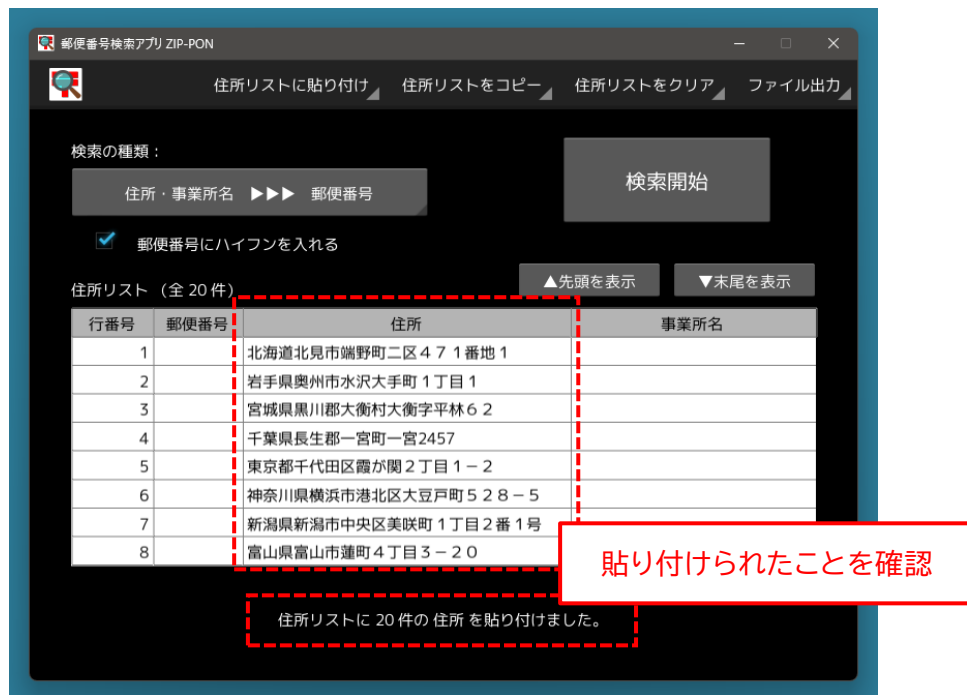 郵便番号検索アプリ ZIP-PON
住所リストに貼り付け 住所リストをコピー 住所リストをクリア ファイル出力
検索の種類：
住所・事業所名 ▶▶▶ 郵便番号
検索開始
郵便番号にハイフンを入れる
▲先頭を表示 ▼末尾を表示
住所リスト （全 20 件）
行番号 郵便番号 住所 事業所名
1 北海道北見市端野町二区４７１番地１
2 岩手県奥州市水沢大手町１丁目１
3 宮城県黒川郡大衡村大衡字平林６２
4 千葉県長生郡一宮町一宮2457
5 東京都千代田区霞が関２丁目１－２
6 神奈川県横浜市港北区大豆戸町５２８－５
7 新潟県新潟市中央区美咲町１丁目２番１号
8 富山県富山市蓮町４丁目３－２０
貼り付けられたことを確認
住所リストに 20 件の 住所 を貼り付けました。